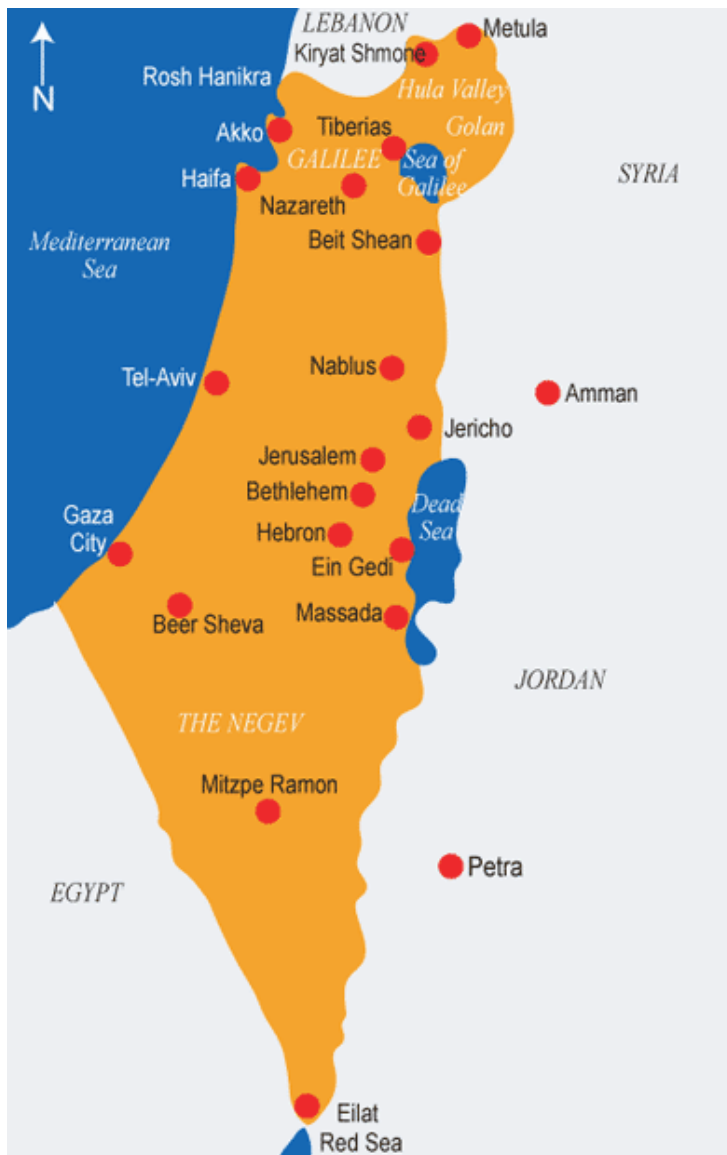 LEBANON
Metula
Kiryat Shmone
Rosh Hanikra
Hula Valley
N
Akko
Tiberias
Golan
GALILEE
Sea of
Galilee
Haifa
SYRIA
Nazareth
Mediterranean
Sea
Beit Shean
Tel-Aviv
Nablus
Amman
Jericho
Jerusalem
Bethlehem
Dead
Sea
Gaza
City
Hebron
Ein Gedi
Beer Sheva
Massada
JORDAN
THE NEGEV
Mitzpe Ramon
Petra
EGYPT
Eilat
Red Sea